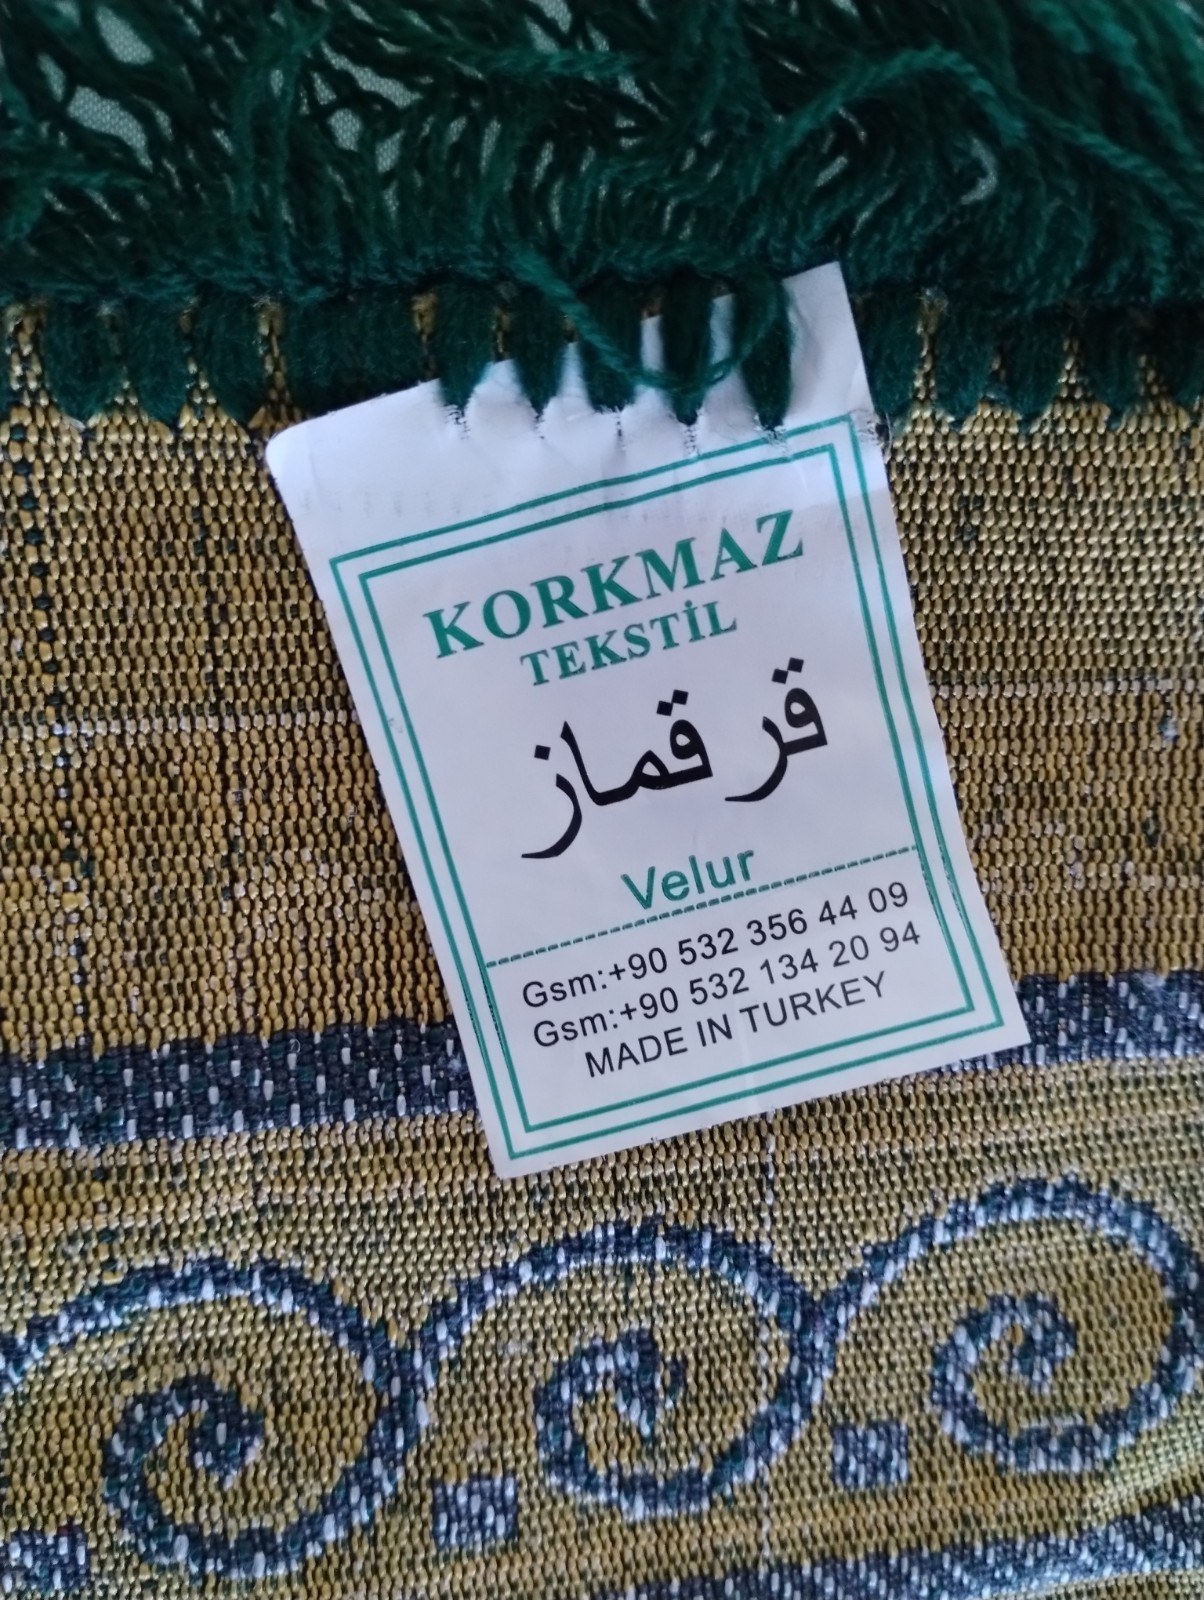 KORKMAZ
TEKSTİL
قرقماز
Velur
Gsm:+90 532 356 44 09
Gsm:+90 532 134 20 94
MADE IN TURKEY